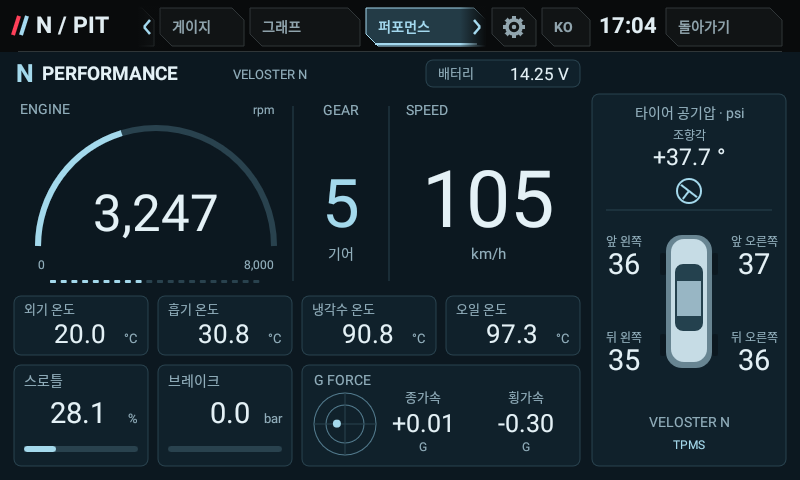 N / PIT
게이지
그래프
퍼포먼스
KO
17:04
돌아가기
N PERFORMANCE
VELOSTER N
배터리 14.25 V
ENGINE rpm
3,247
0 8,000
GEAR
5
기어
SPEED
105
km/h
타이어 공기압 · psi
조향각
+37.7 °
앞 왼쪽
36
앞 오른쪽
37
뒤 왼쪽
35
뒤 오른쪽
36
VELOSTER N
TPMS
외기 온도
20.0 °C
흡기 온도
30.8 °C
냉각수 온도
90.8 °C
오일 온도
97.3 °C
스로틀
28.1 %
브레이크
0.0 bar
G FORCE
종가속
+0.01
G
횡가속
-0.30
G